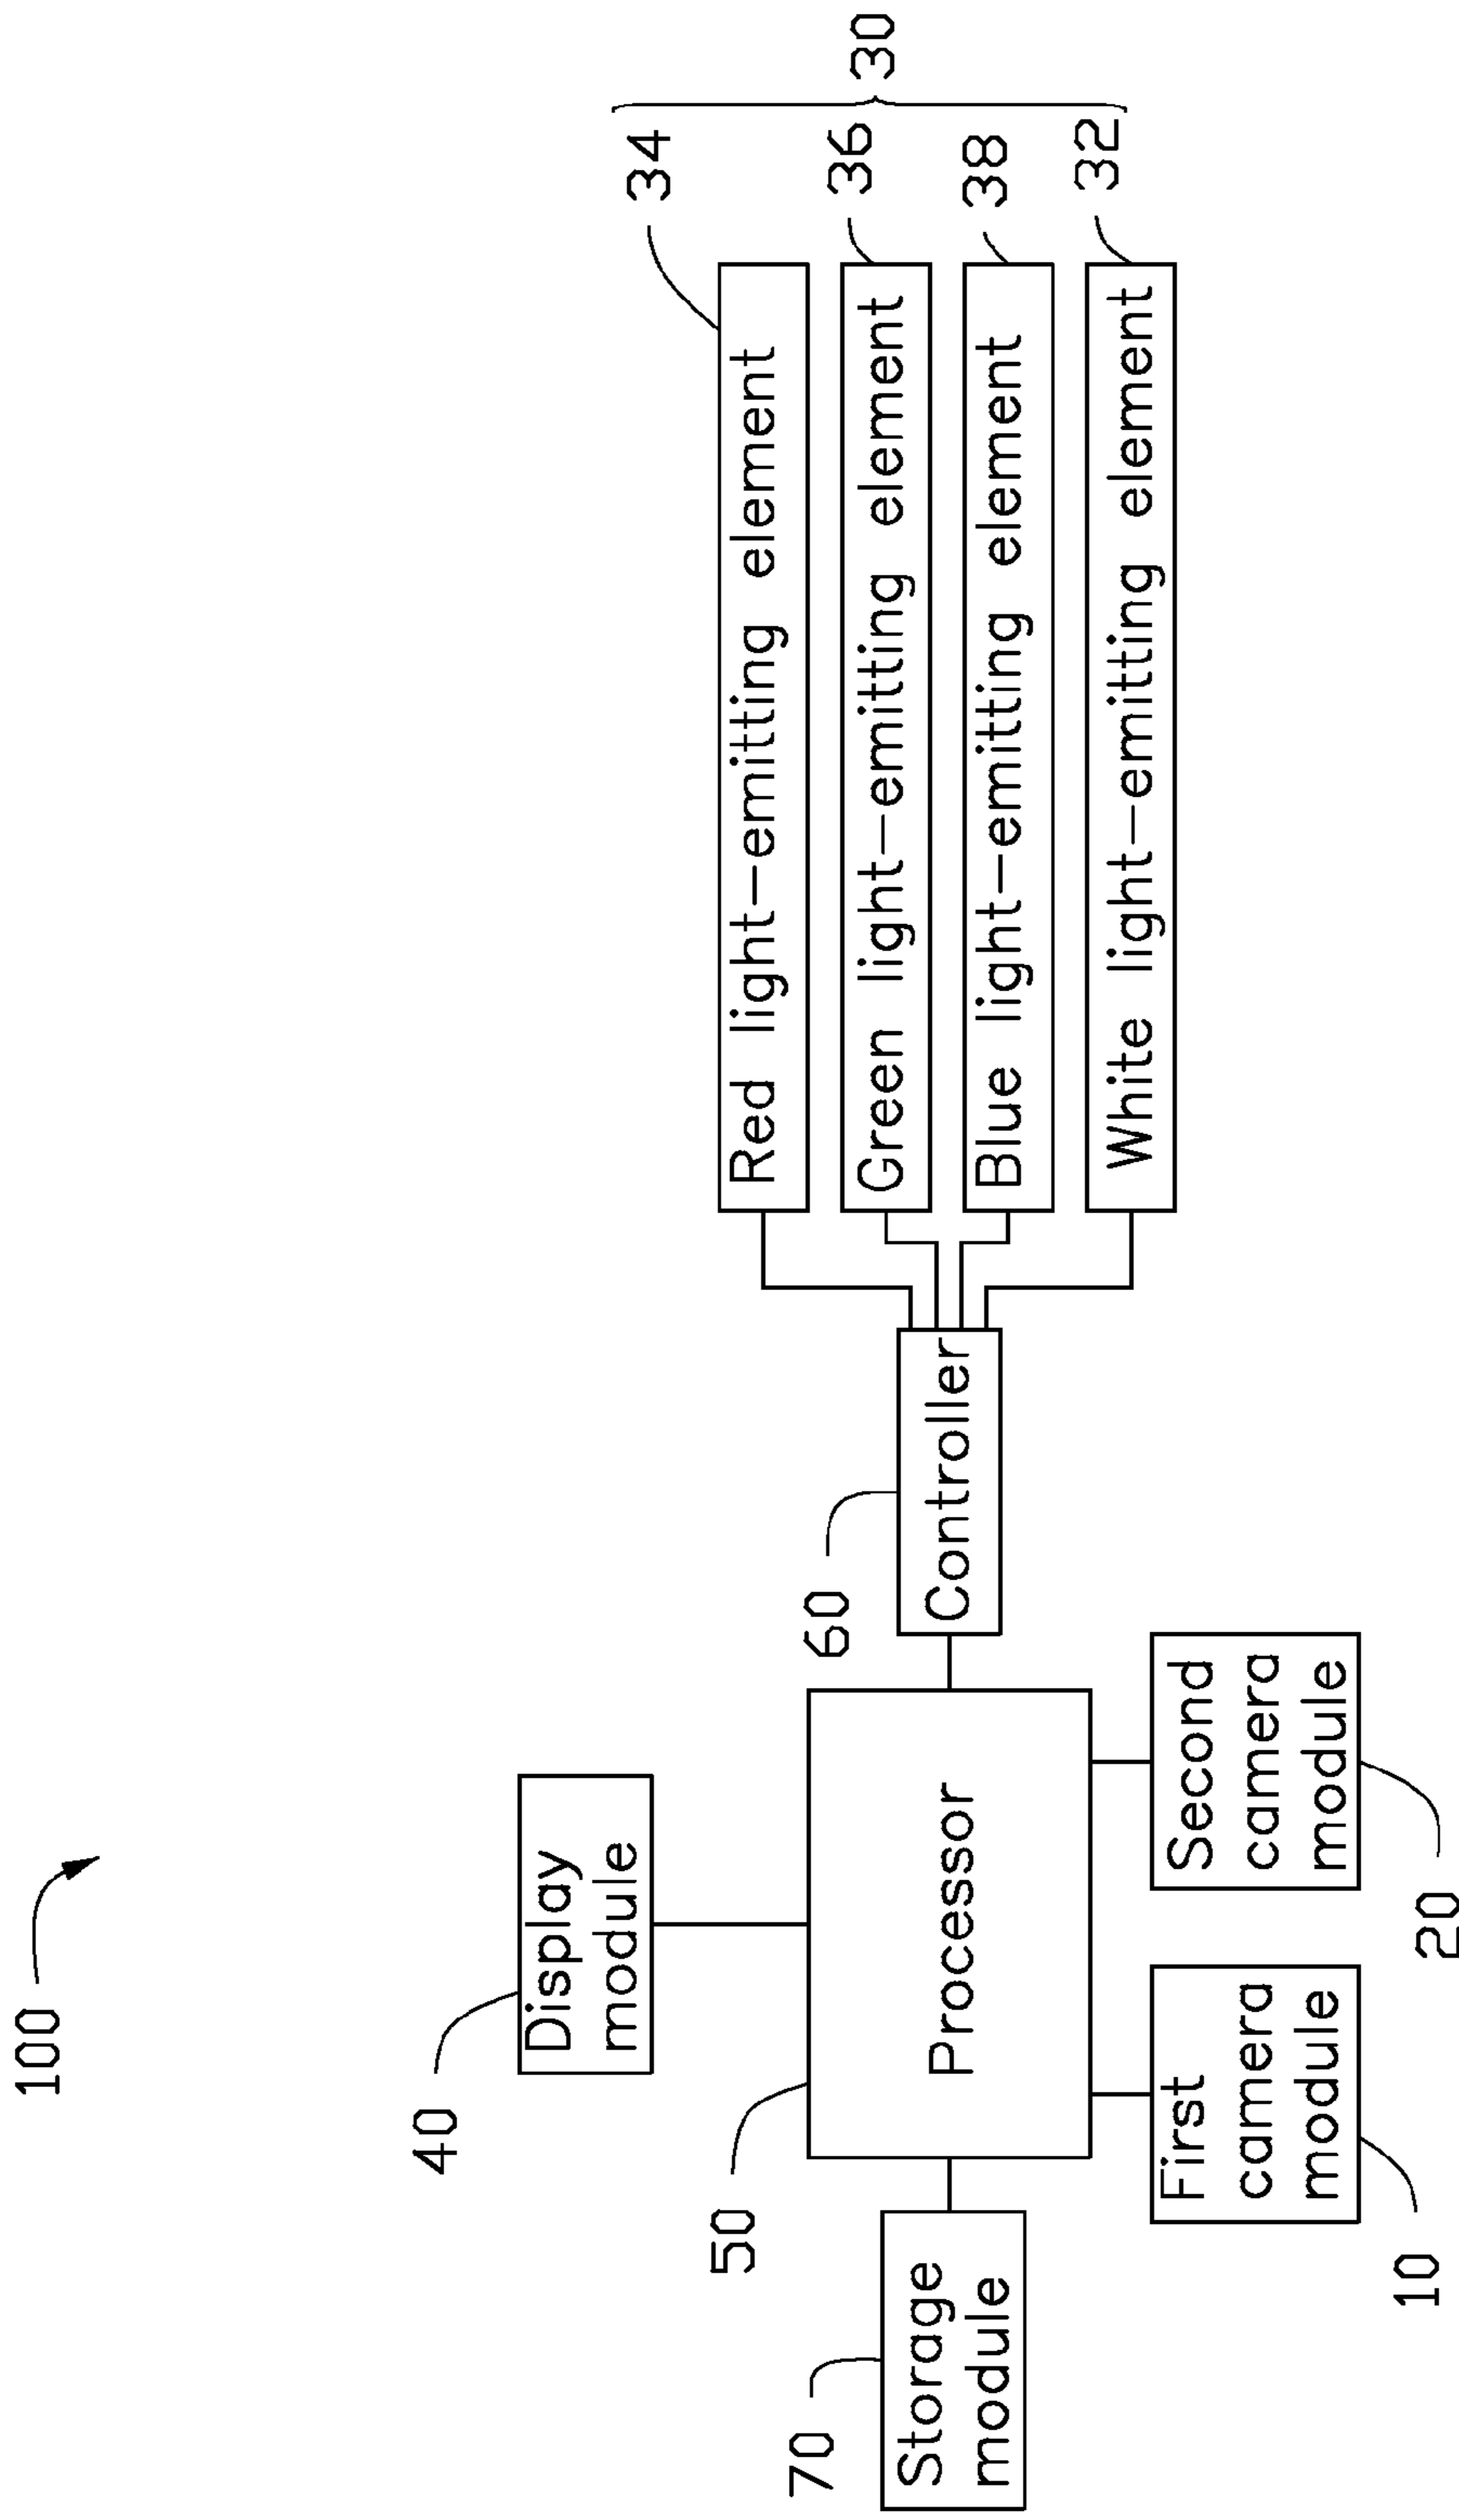 100
40
Display
module
30
34
Red light-emitting element
36
Green light-emitting element
38
Blue light-emitting element
32
White light-emitting element
50
Processor
60
Controller
70
Storage
module
First
camera
module
10
Second
camera
module
20